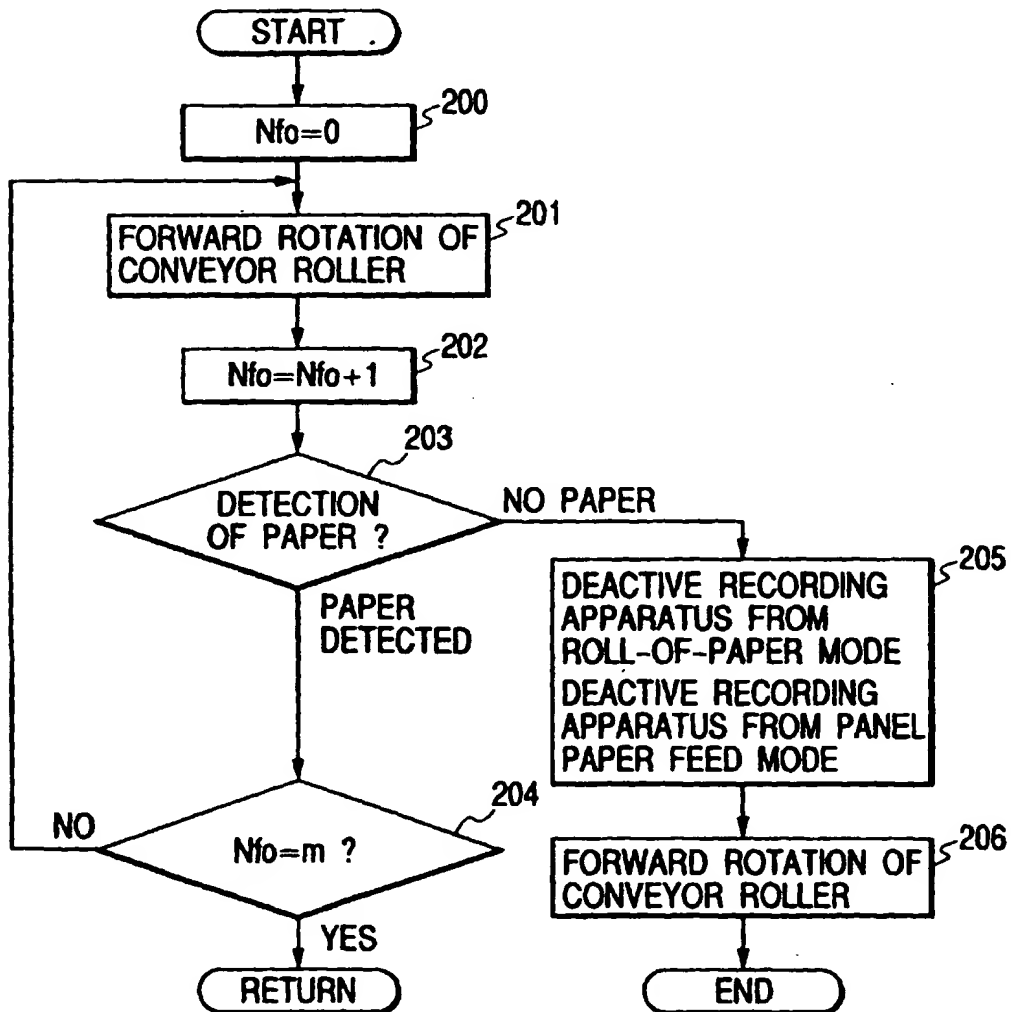 START
200
Nfo=0
201
FORWARD ROTATION OF
CONVEYOR ROLLER
202
Nfo=Nfo+1
203
DETECTION
OF PAPER ?
NO PAPER
PAPER
DETECTED
205
DEACTIVE RECORDING
APPARATUS FROM
ROLL-OF-PAPER MODE
DEACTIVE RECORDING
APPARATUS FROM PANEL
PAPER FEED MODE
204
Nfo=m ?
NO
YES
RETURN
206
FORWARD ROTATION OF
CONVEYOR ROLLER
END